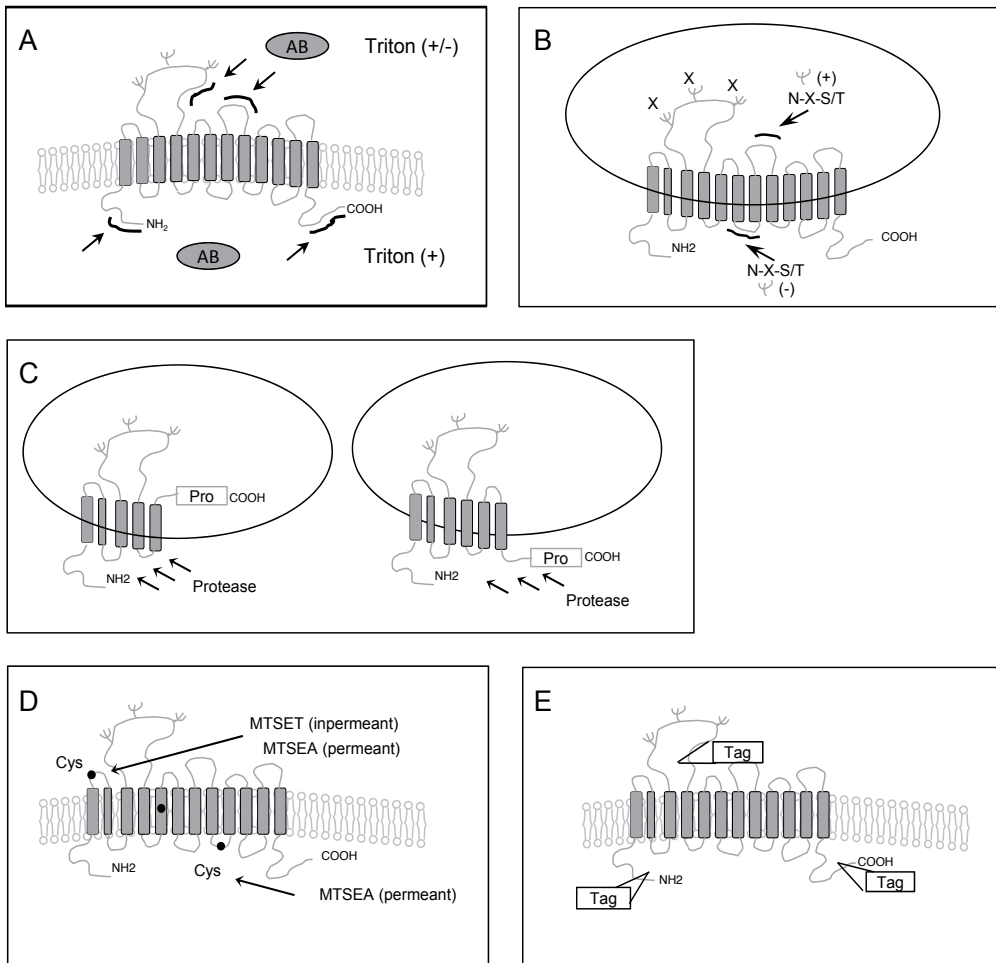 A
AB
Triton (+/-)
NH₂
COOH
AB
Triton (+)
B
X
X
X
(+)
N-X-S/T
NH2
COOH
N-X-S/T
(-)
C
Pro
COOH
NH2
Protease
Pro
COOH
NH2
Protease
D
MTSET (inpermeant)
MTSEA (permeant)
Cys
NH2
Cys
COOH
MTSEA (permeant)
E
Tag
COOH
Tag
NH2
Tag